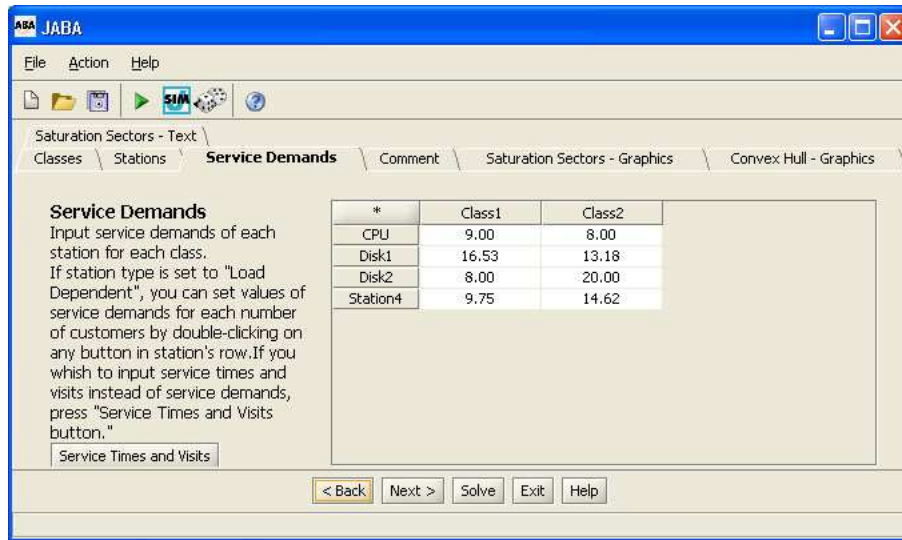 ABA JABA
File Action Help
SIM
Saturation Sectors - Text
Classes Stations Service Demands Comment Saturation Sectors - Graphics Convex Hull - Graphics
Service Demands
Input service demands of each
station for each class.
If station type is set to "Load
Dependent", you can set values of
service demands for each number
of customers by double-clicking on
any button in station's row.If you
whish to input service times and
visits instead of service demands,
press "Service Times and Visits
button."
Service Times and Visits
* Class1 Class2
CPU 9.00 8.00
Disk1 16.53 13.18
Disk2 8.00 20.00
Station4 9.75 14.62
< Back Next > Solve Exit Help